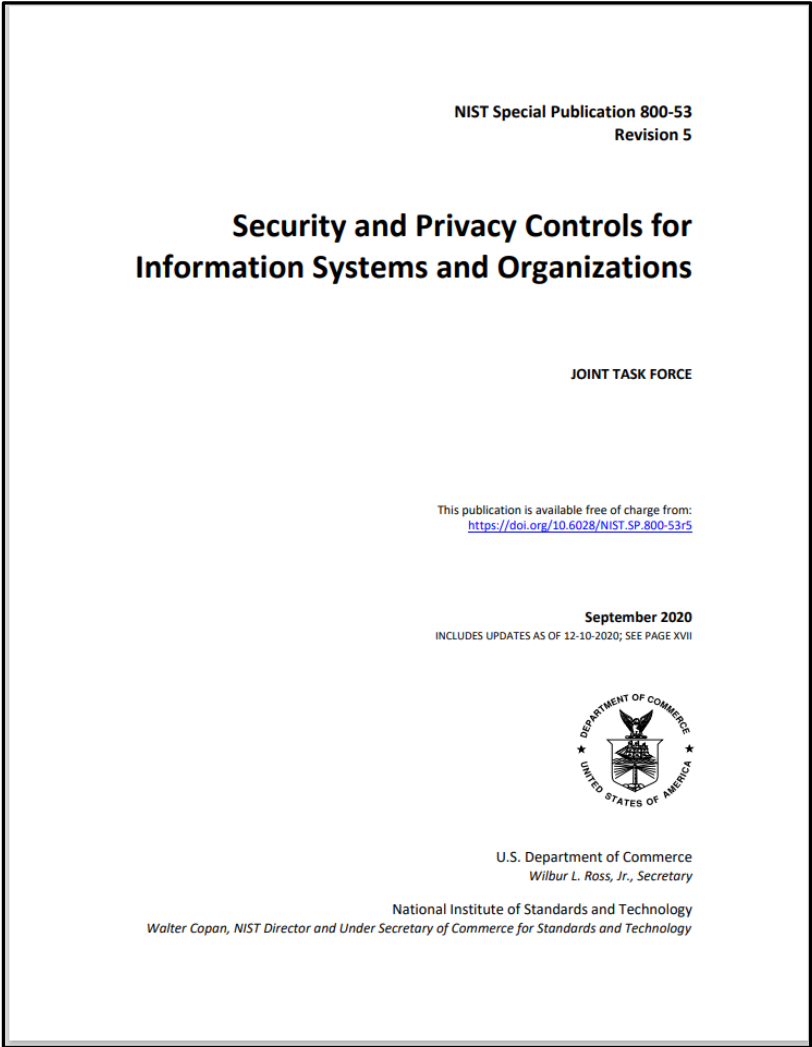 NIST Special Publication 800-53
Revision 5
Security and Privacy Controls for
Information Systems and Organizations
JOINT TASK FORCE
This publication is available free of charge from:
https://doi.org/10.6028/NIST.SP.800-53r5
September 2020
INCLUDES UPDATES AS OF 12-10-2020; SEE PAGE XVII
DEPARTMENT OF COMMERCE
UNITED STATES OF AMERICA
U.S. Department of Commerce
Wilbur L. Ross, Jr., Secretary
National Institute of Standards and Technology
Walter Copan, NIST Director and Under Secretary of Commerce for Standards and Technology